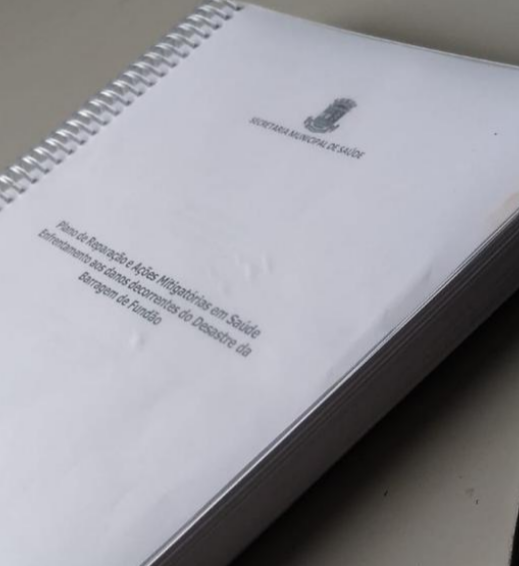 SECRETARIA MUNICIPAL DE SAÚDE
Plano de Reparação e Ações Mitigatórias em Saúde
Enfrentamento aos danos decorrentes do Desastre da
Barragem de Fundão